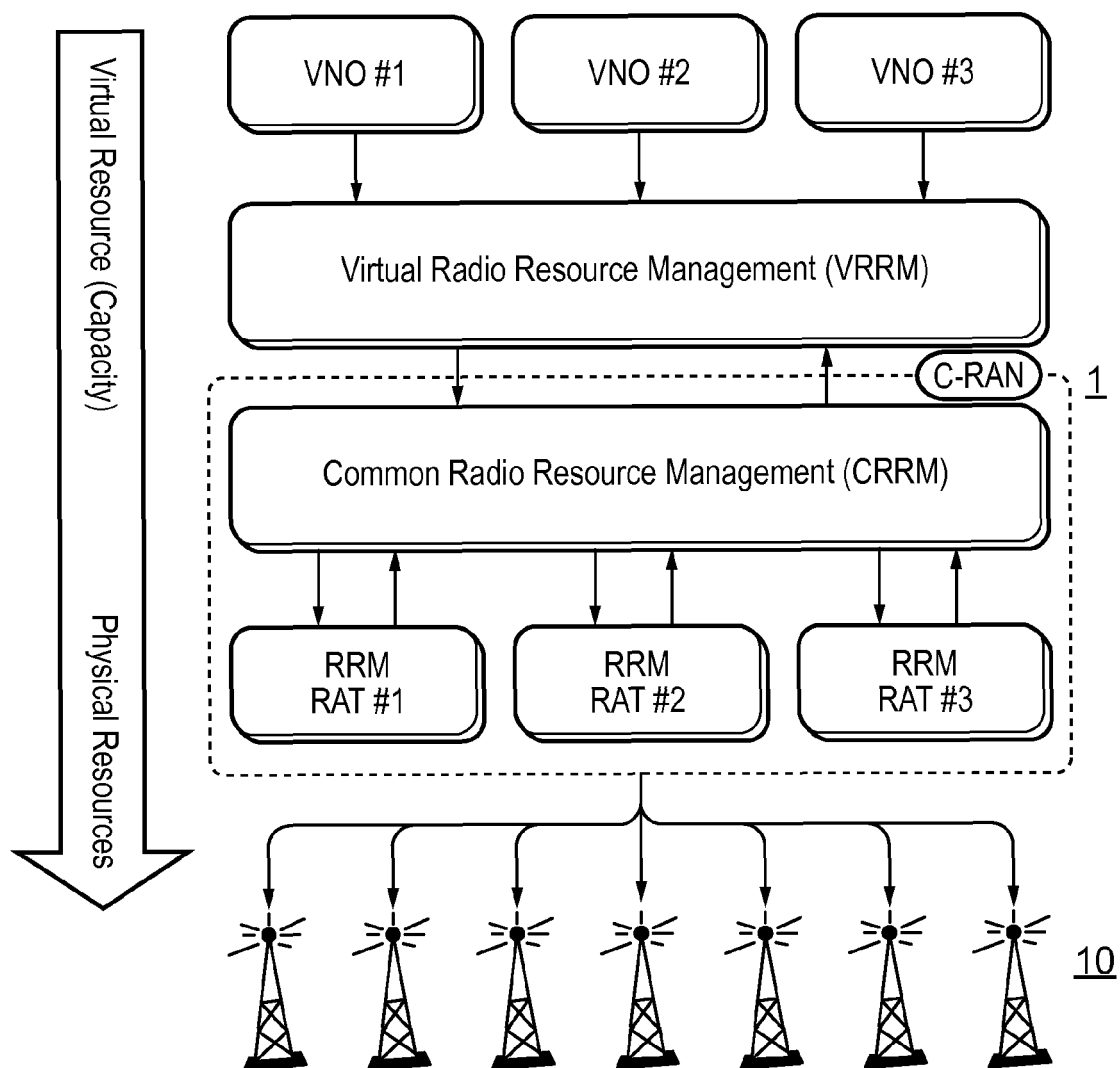 Virtual Resource (Capacity)
Physical Resources
VNO #1
VNO #2
VNO #3
Virtual Radio Resource Management (VRRM)
C-RAN
1
Common Radio Resource Management (CRRM)
RRM
RAT #1
RRM
RAT #2
RRM
RAT #3
10